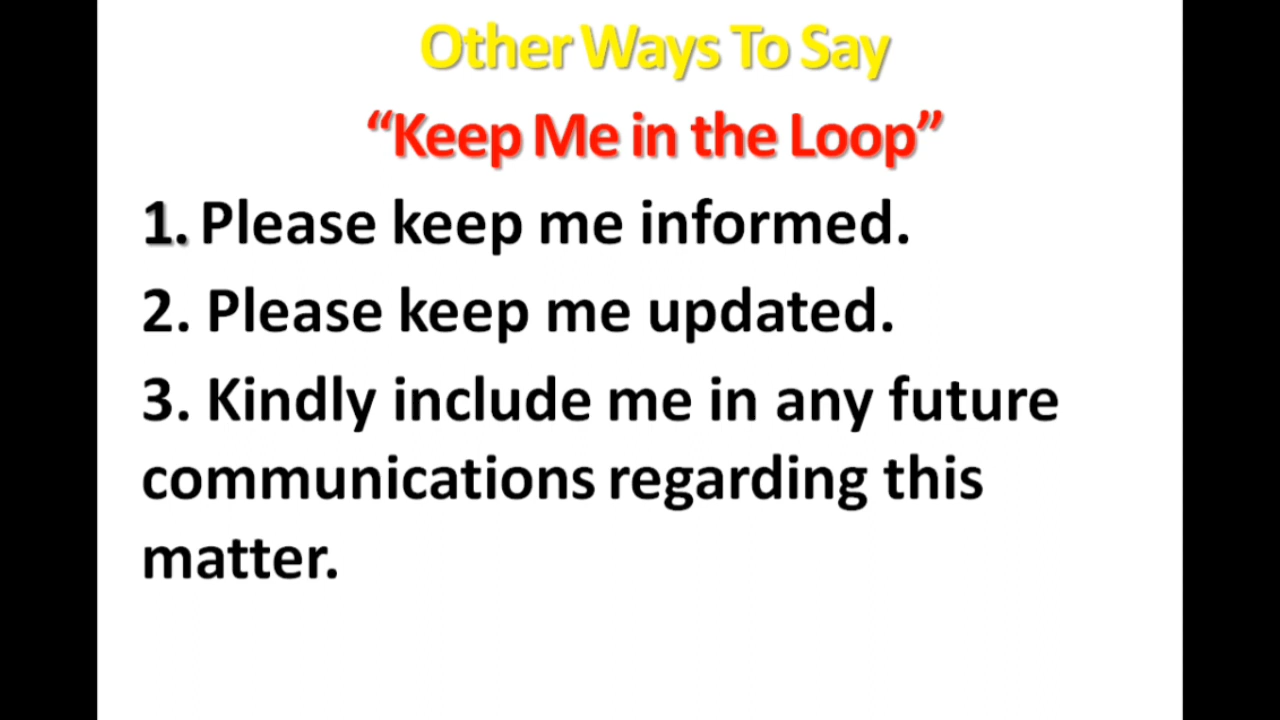 Other Ways To Say
“Keep Me in the Loop”
1. Please keep me informed.
2. Please keep me updated.
3. Kindly include me in any future
communications regarding this
matter.